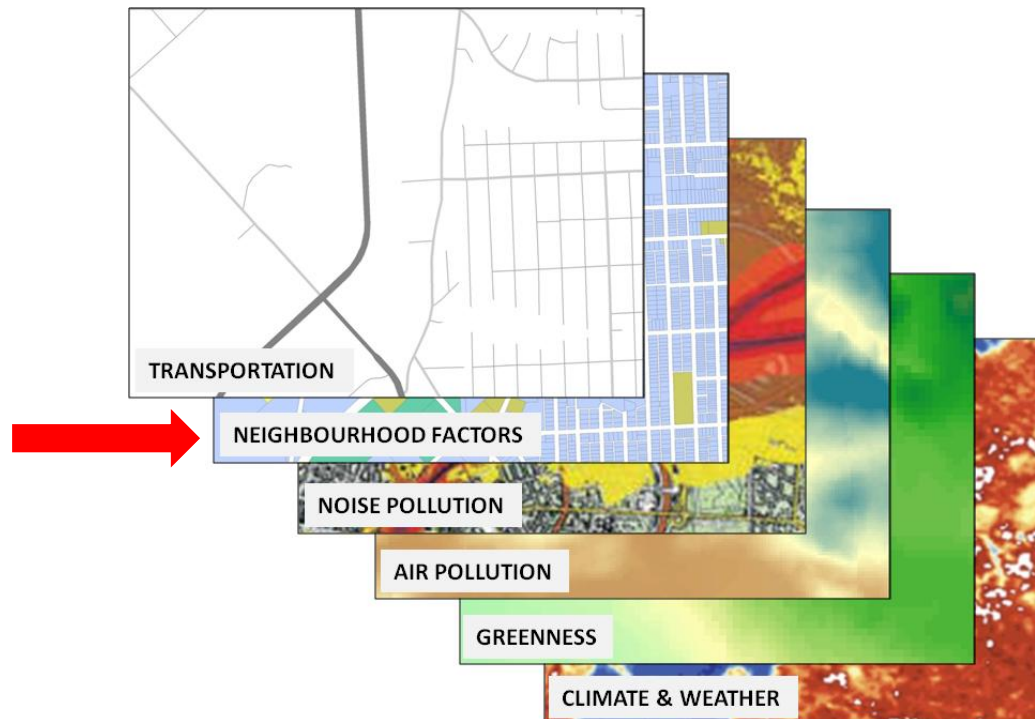 TRANSPORTATION
NEIGHBOURHOOD FACTORS
NOISE POLLUTION
AIR POLLUTION
GREENNESS
CLIMATE & WEATHER